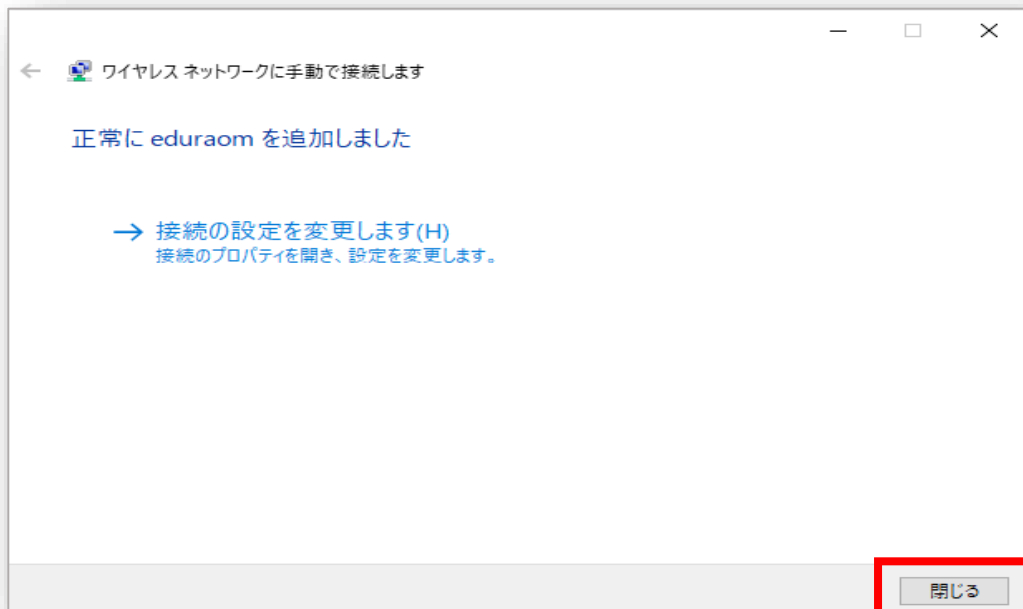 ワイヤレス ネットワークに手動で接続します
正常に eduraom を追加しました
→ 接続の設定を変更します(H)
接続のプロパティを開き、設定を変更します。
閉じる